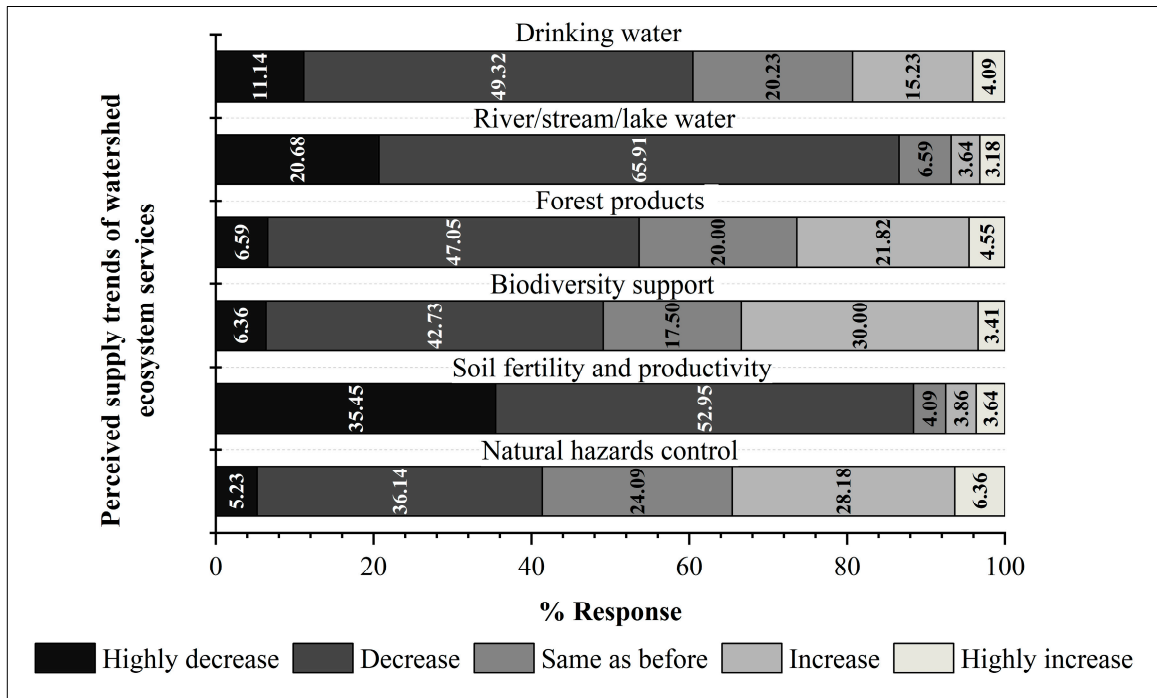 Perceived supply trends of watershed
ecosystem services
Drinking water
11.14 49.32 20.23 15.23 4.09
River/stream/lake water
20.68 65.91 6.59 3.64 3.18
Forest products
6.59 47.05 20.00 21.82 4.55
Biodiversity support
6.36 42.73 17.50 30.00 3.41
Soil fertility and productivity
35.45 52.95 4.09 3.86 3.64
Natural hazards control
5.23 36.14 24.09 28.18 6.36
0 20 40 60 80 100
% Response
Highly decrease Decrease Same as before Increase Highly increase